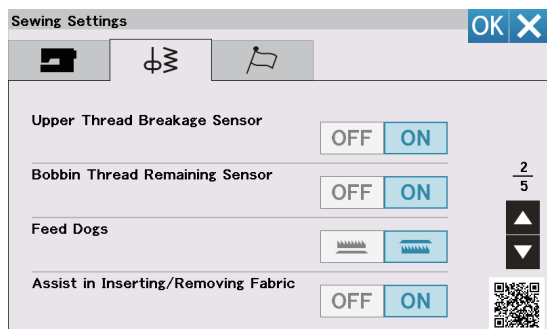 Sewing Settings
OK
Upper Thread Breakage Sensor
OFF ON
Bobbin Thread Remaining Sensor
OFF ON
2
5
Feed Dogs
Assist in Inserting/Removing Fabric
OFF ON